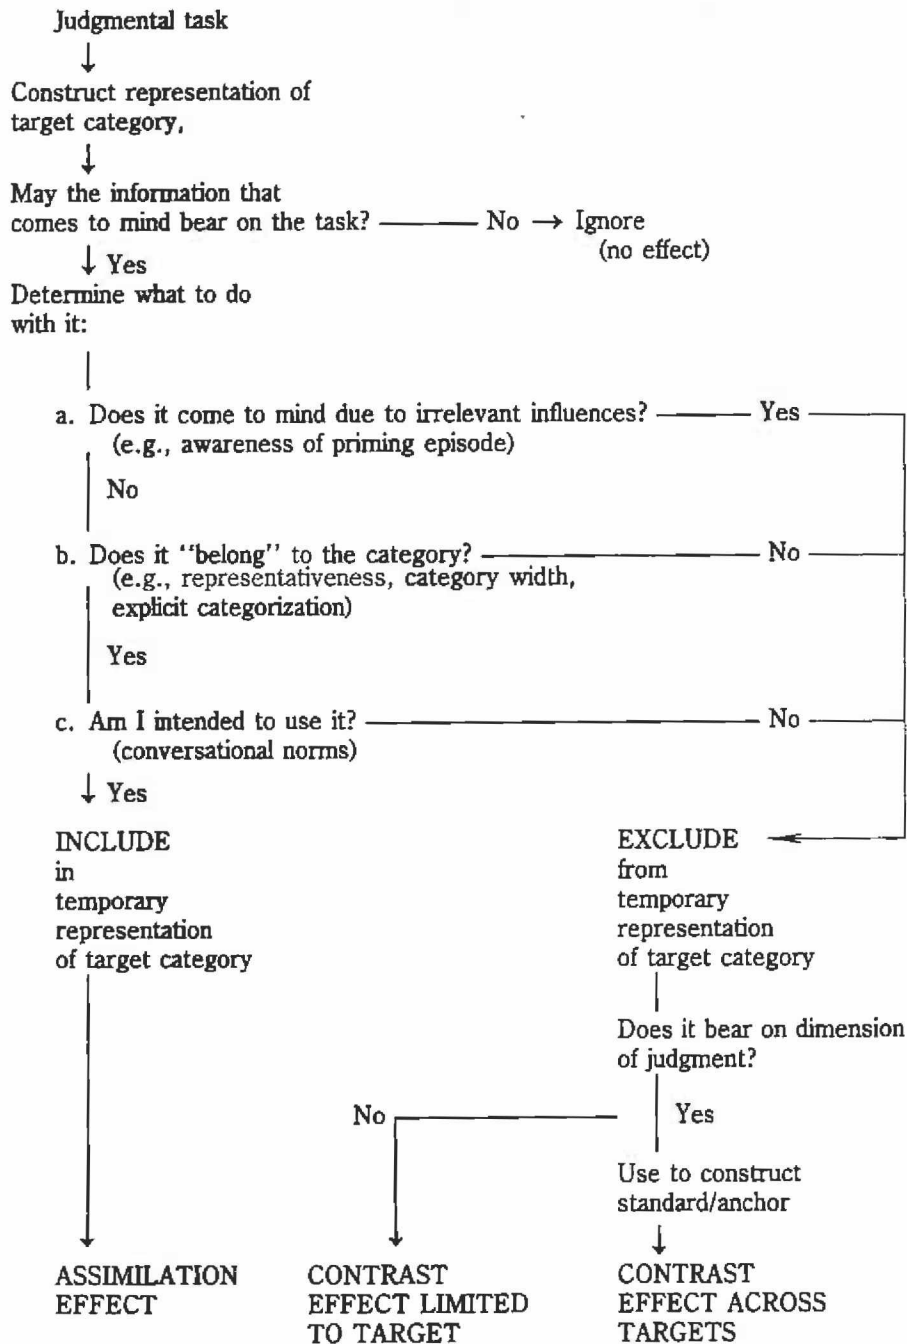 Judgmental task
Construct representation of
target category,
May the information that
comes to mind bear on the task? No → Ignore
(no effect)
Yes
Determine what to do
with it:
a. Does it come to mind due to irrelevant influences? Yes
(e.g., awareness of priming episode)
No
b. Does it "belong" to the category? No
(e.g., representativeness, category width,
explicit categorization)
Yes
c. Am I intended to use it? No
(conversational norms)
Yes
INCLUDE
in
temporary
representation
of target category
EXCLUDE
from
temporary
representation
of target category
Does it bear on dimension
of judgment?
No
Yes
Use to construct
standard/anchor
ASSIMILATION
EFFECT
CONTRAST
EFFECT LIMITED
TO TARGET
CONTRAST
EFFECT ACROSS
TARGETS